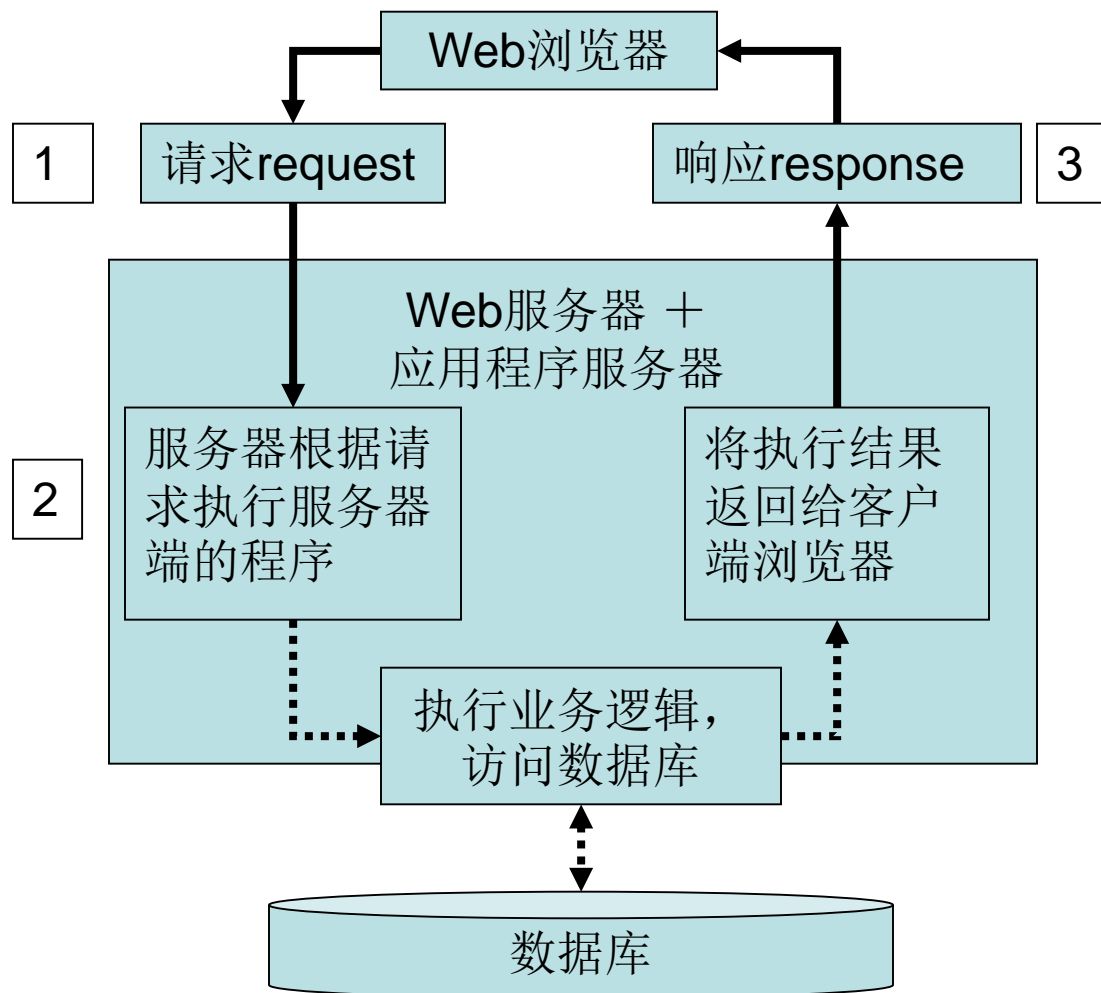 Web浏览器
1
请求request
响应response
3
Web服务器 ＋
应用程序服务器
2
服务器根据请
求执行服务器
端的程序
将执行结果
返回给客户
端浏览器
执行业务逻辑，
访问数据库
数据库